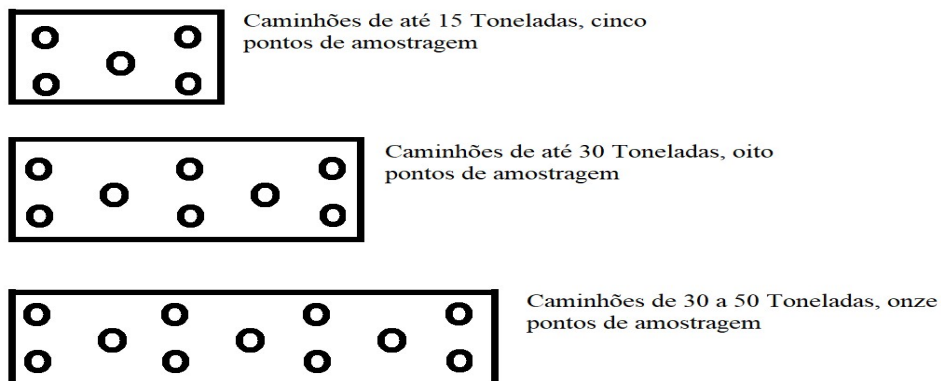 Caminhões de até 15 Toneladas, cinco
pontos de amostragem
Caminhões de até 30 Toneladas, oito
pontos de amostragem
Caminhões de 30 a 50 Toneladas, onze
pontos de amostragem